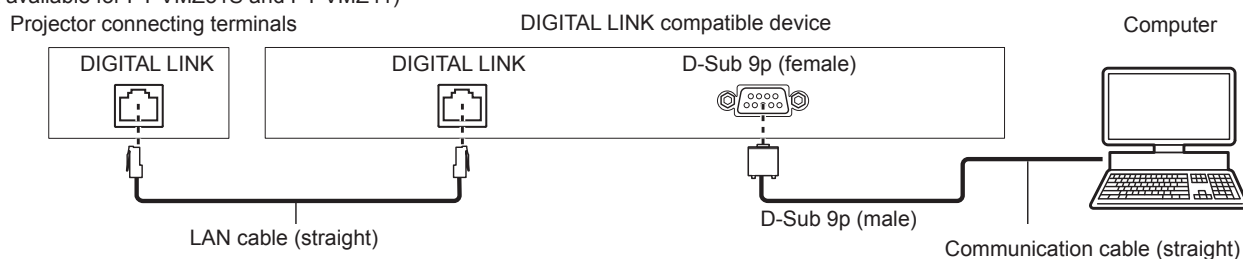 Projector connecting terminals
DIGITAL LINK compatible device
Computer
DIGITAL LINK
DIGITAL LINK
D-Sub 9p (female)
D-Sub 9p (male)
LAN cable (straight)
Communication cable (straight)